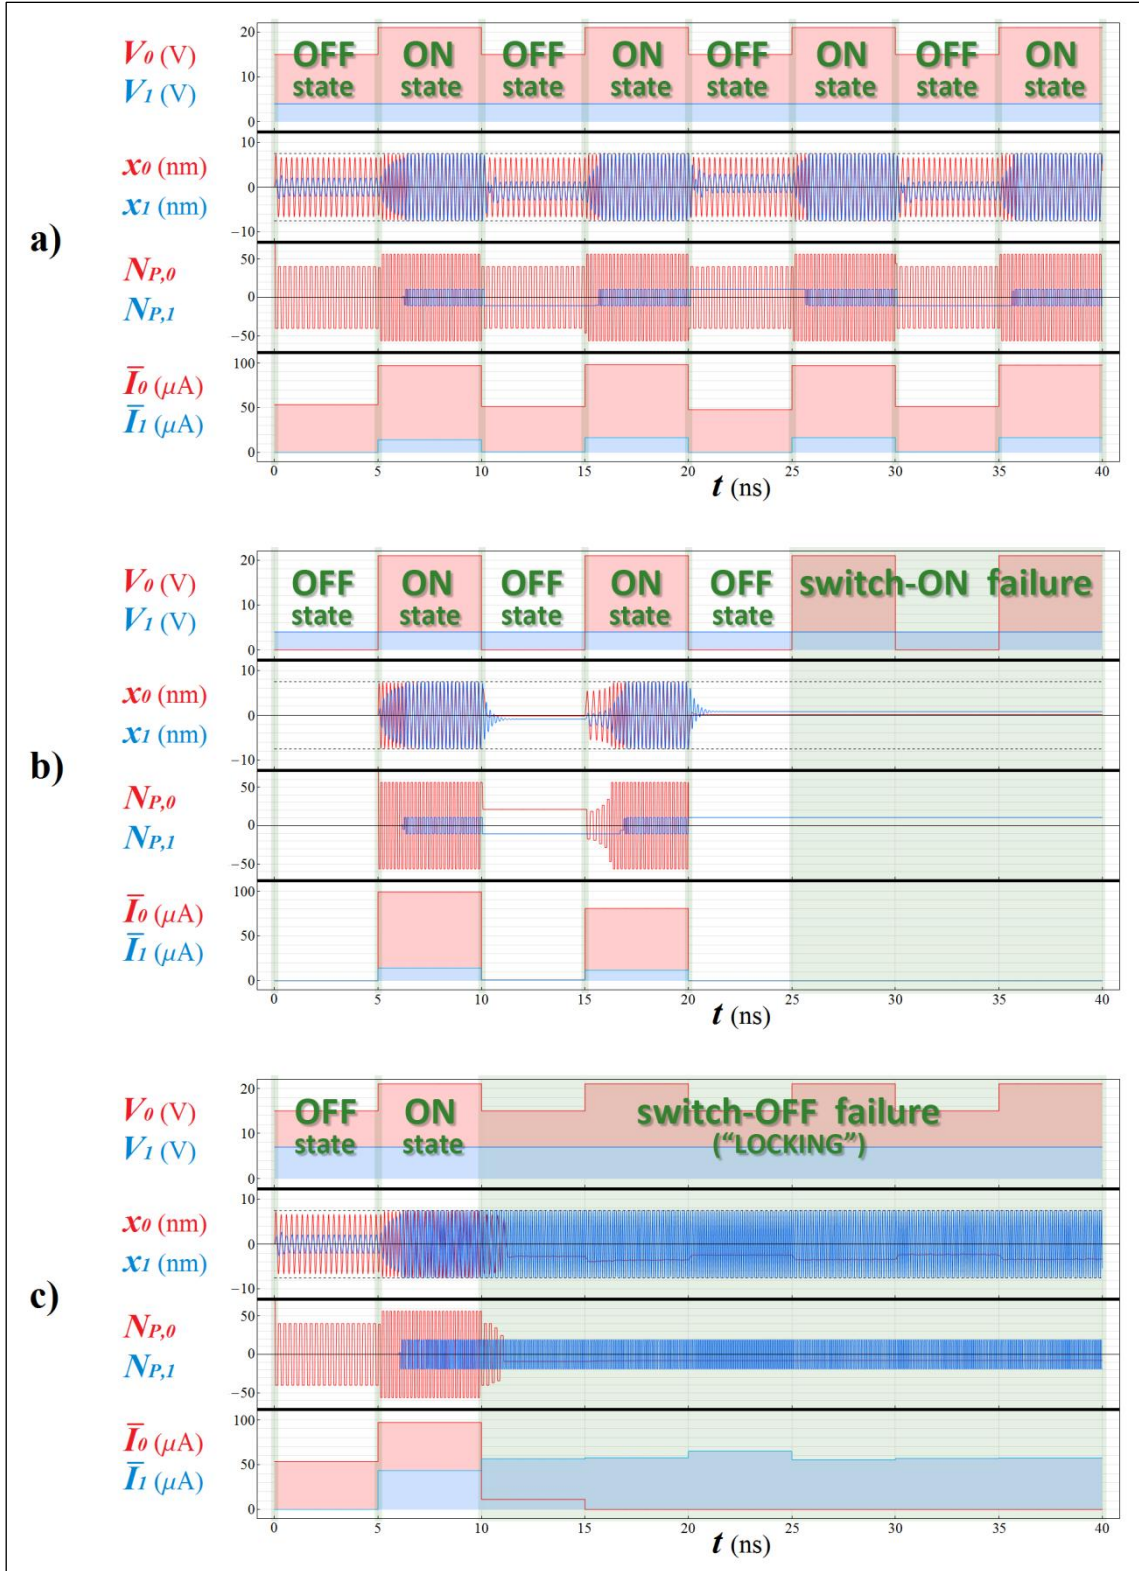 a)
V0 (V)
V1 (V)
20
10
0
OFF state
ON state
OFF state
ON state
OFF state
ON state
OFF state
ON state
x0 (nm)
x1 (nm)
10
0
−10
NP,0
NP,1
50
0
−50
I̅0 (μA)
I̅1 (μA)
100
50
0
0 5 10 15 20 25 30 35 40
t (ns)
b)
V0 (V)
V1 (V)
20
10
0
OFF state
ON state
OFF state
ON state
OFF state
switch-ON failure
x0 (nm)
x1 (nm)
10
0
−10
NP,0
NP,1
50
0
−50
I̅0 (μA)
I̅1 (μA)
100
50
0
0 5 10 15 20 25 30 35 40
t (ns)
c)
V0 (V)
V1 (V)
20
10
0
OFF state
ON state
switch-OFF failure
("LOCKING")
x0 (nm)
x1 (nm)
10
0
−10
NP,0
NP,1
50
0
−50
I̅0 (μA)
I̅1 (μA)
100
50
0
0 5 10 15 20 25 30 35 40
t (ns)